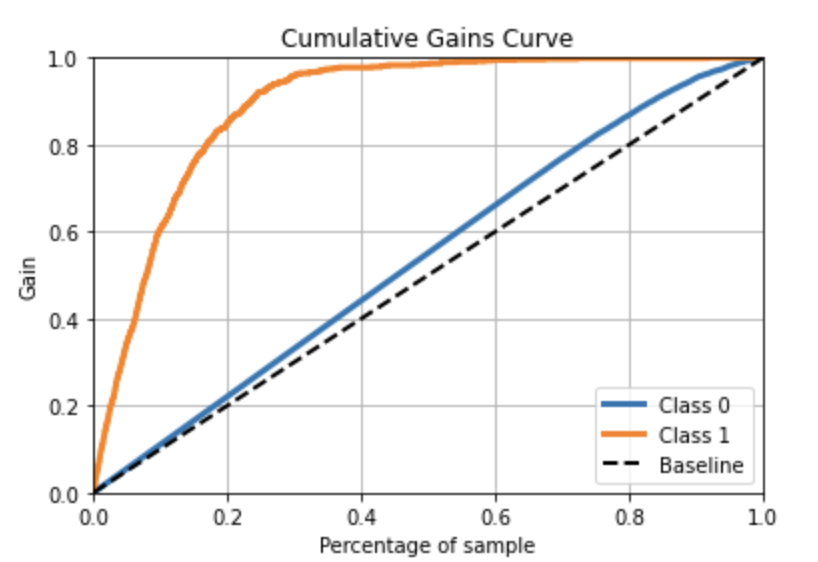 Cumulative Gains Curve
1.0
0.8
0.6
0.4
0.2
0.0
Gain
0.0 0.2 0.4 0.6 0.8 1.0
Percentage of sample
Class 0
Class 1
Baseline